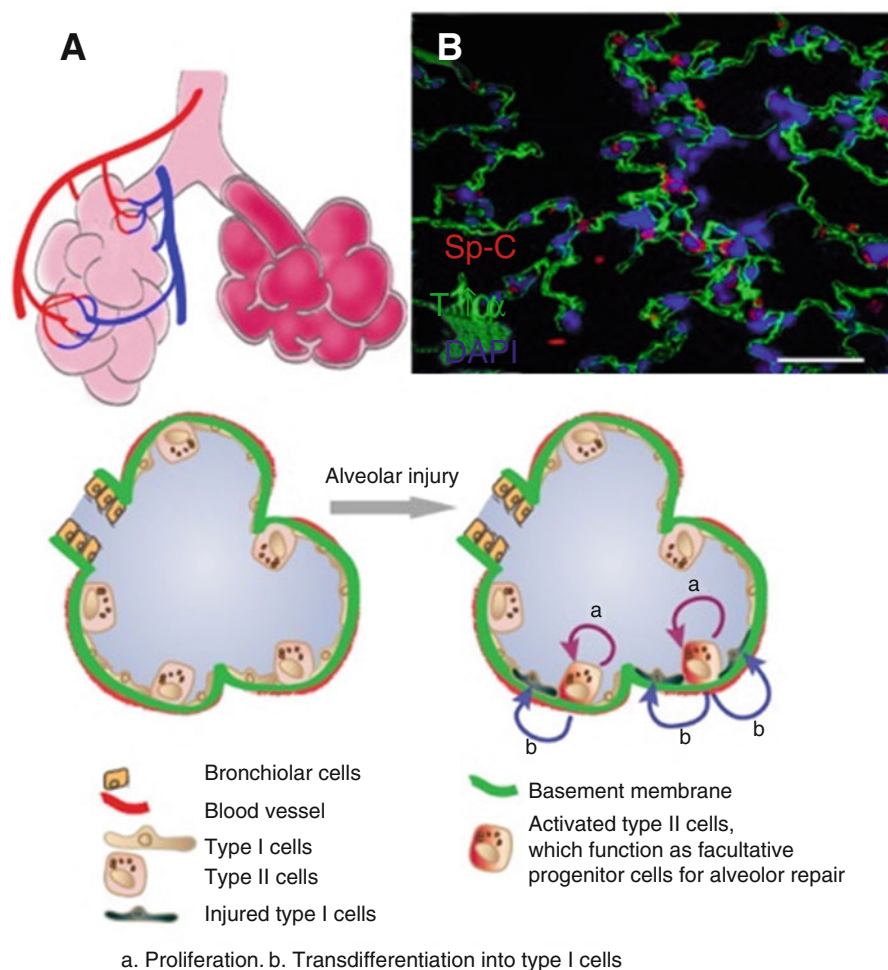 A
B
Sp-C
T1α
DAPI
Alveolar injury
a
a
b
b
b
Bronchiolar cells
Blood vessel
Type I cells
Type II cells
Injured type I cells
Basement membrane
Activated type II cells,
which function as facultative
progenitor cells for alveolor repair
a. Proliferation. b. Transdifferentiation into type I cells